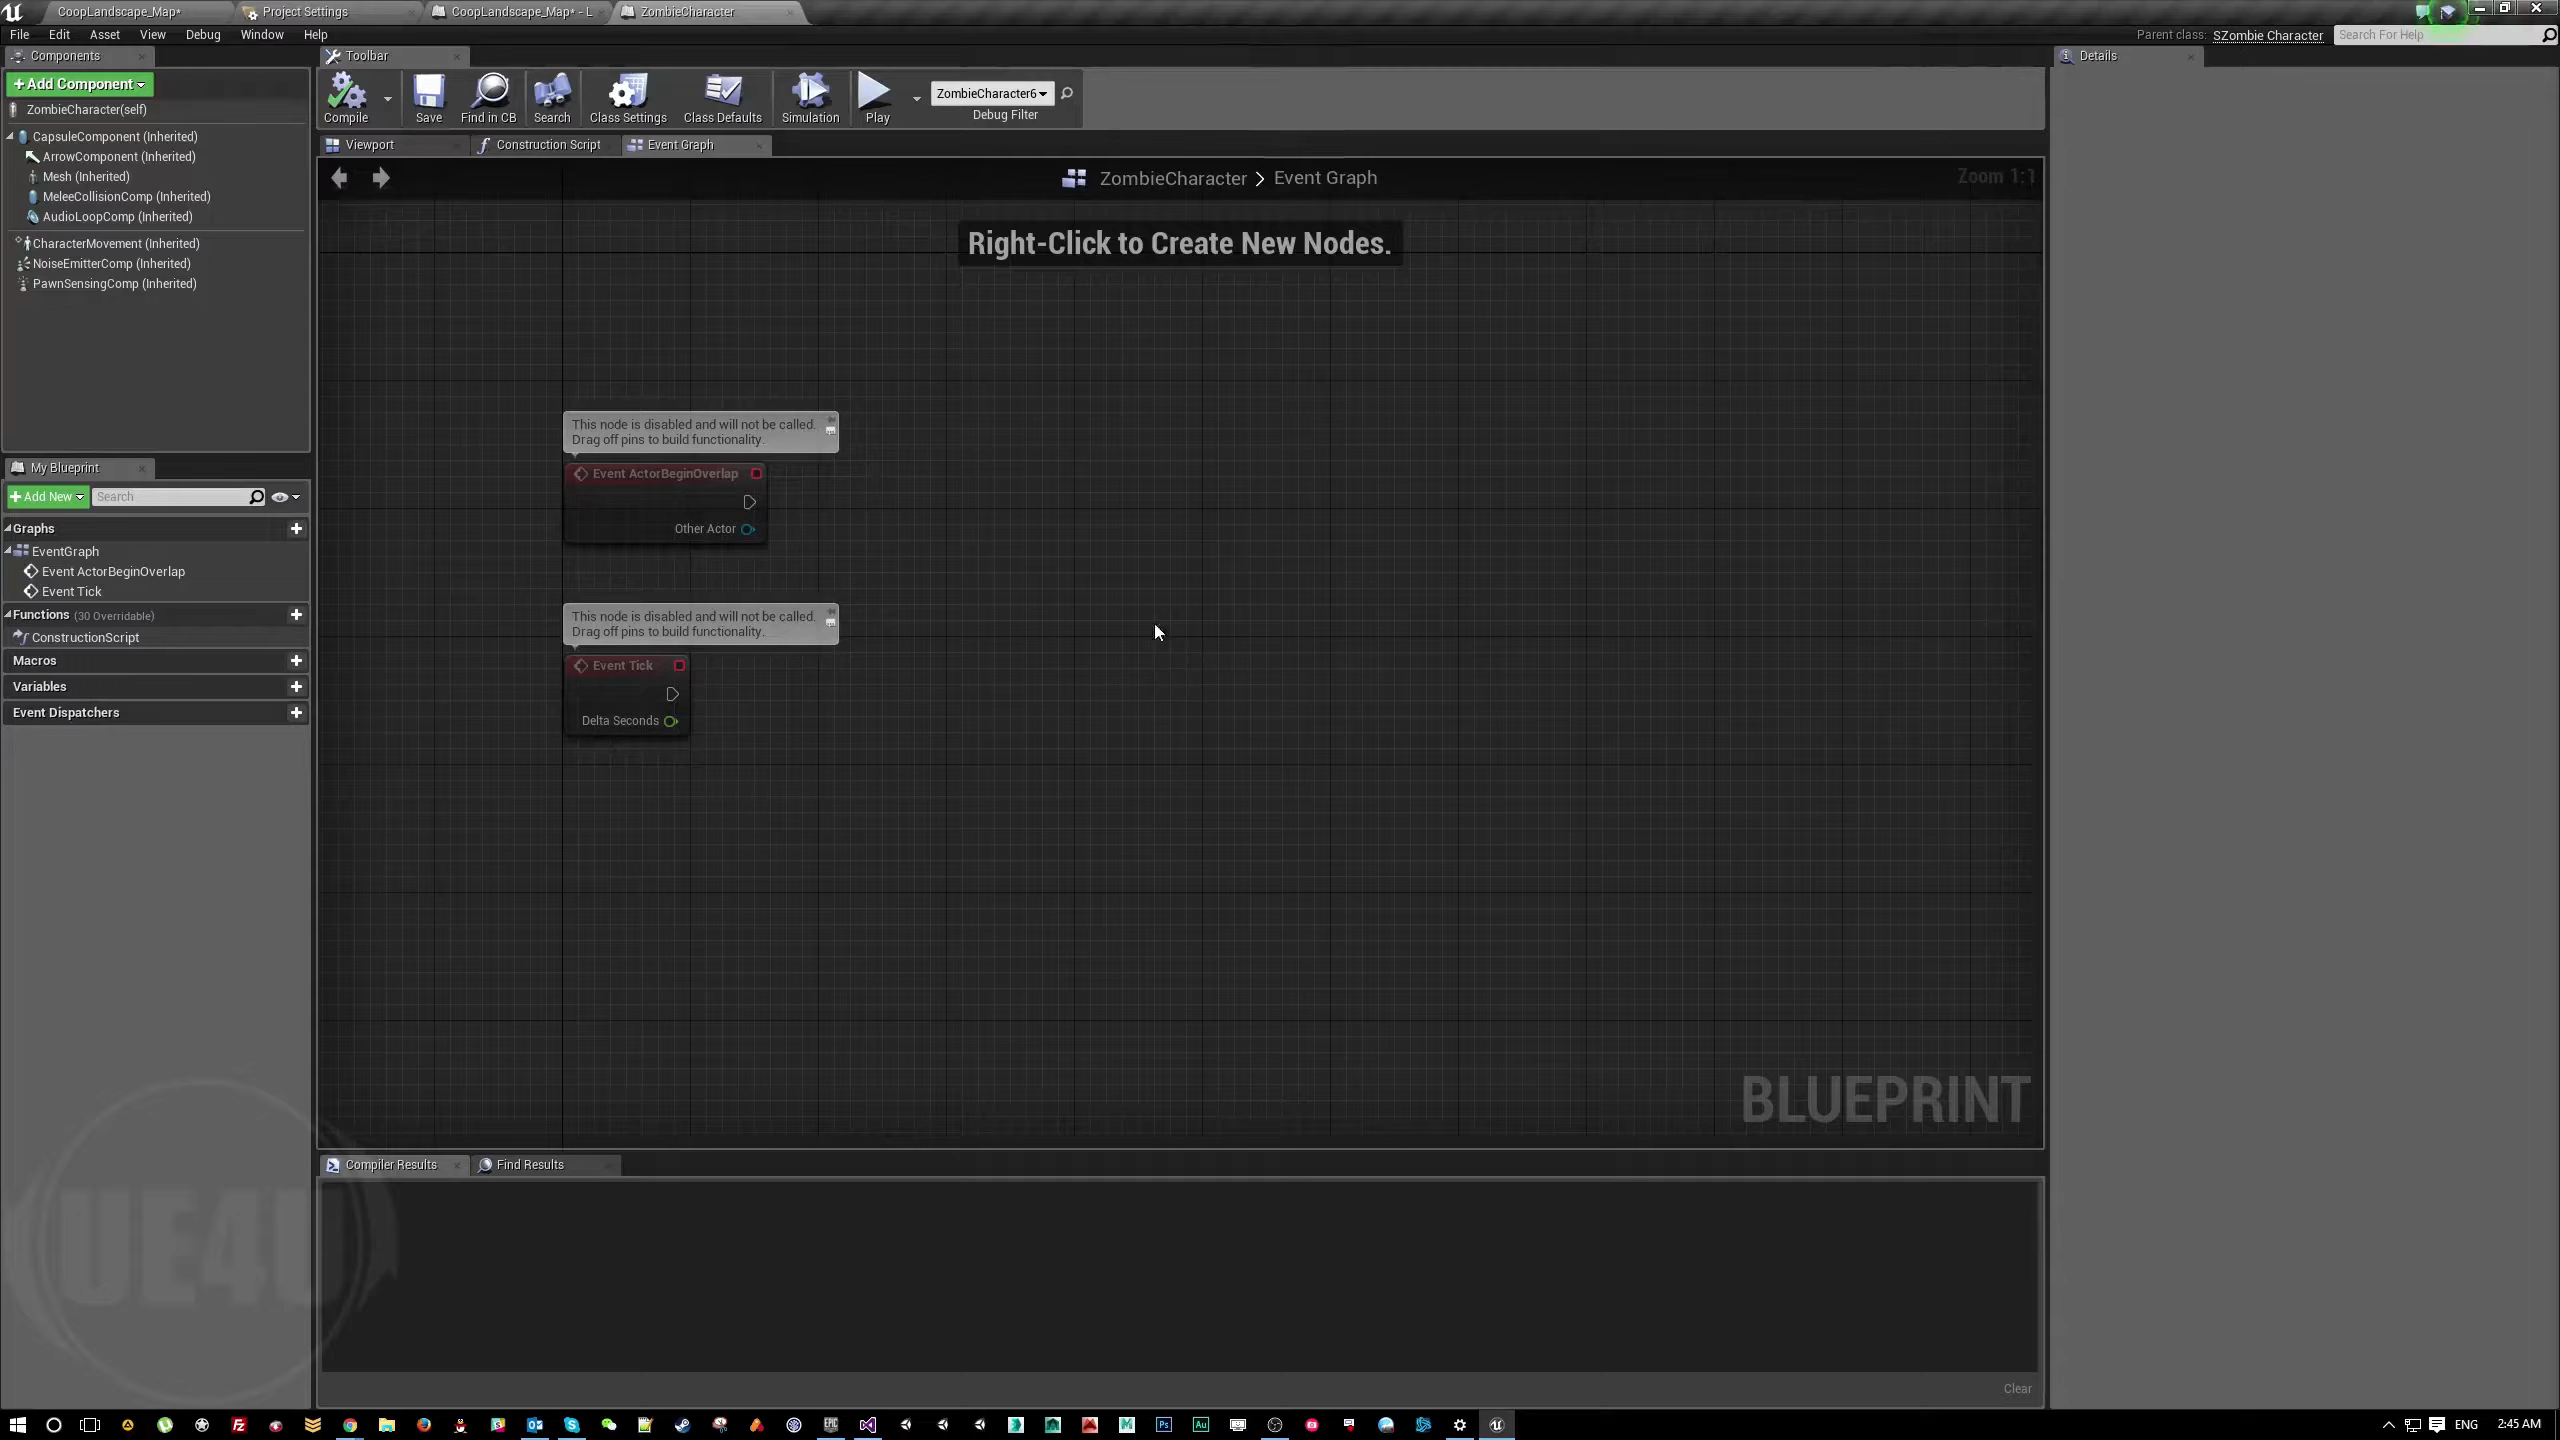 CoopLandscape_Map*
Project Settings
CoopLandscape_Map* - L
ZombieCharacter
File Edit Asset View Debug Window Help
Parent class: SZombie Character
Search For Help
Components
Toolbar
Details
+Add Component
ZombieCharacter(self)
CapsuleComponent (Inherited)
ArrowComponent (Inherited)
Mesh (Inherited)
MeleeCollisionComp (Inherited)
AudioLoopComp (Inherited)
CharacterMovement (Inherited)
NoiseEmitterComp (Inherited)
PawnSensingComp (Inherited)
Compile
Save
Find in CB
Search
Class Settings
Class Defaults
Simulation
Play
ZombieCharacter6
Debug Filter
Viewport
Construction Script
Event Graph
ZombieCharacter > Event Graph
Zoom 1:1
Right-Click to Create New Nodes.
This node is disabled and will not be called.
Drag off pins to build functionality.
Event ActorBeginOverlap
Other Actor
This node is disabled and will not be called.
Drag off pins to build functionality.
Event Tick
Delta Seconds
BLUEPRINT
My Blueprint
+Add New
Search
Graphs
EventGraph
Event ActorBeginOverlap
Event Tick
Functions (30 Overridable)
ConstructionScript
Macros
Variables
Event Dispatchers
Compiler Results
Find Results
Clear
UE4U
Ps
Au
EPIC
ENG
2:45 AM